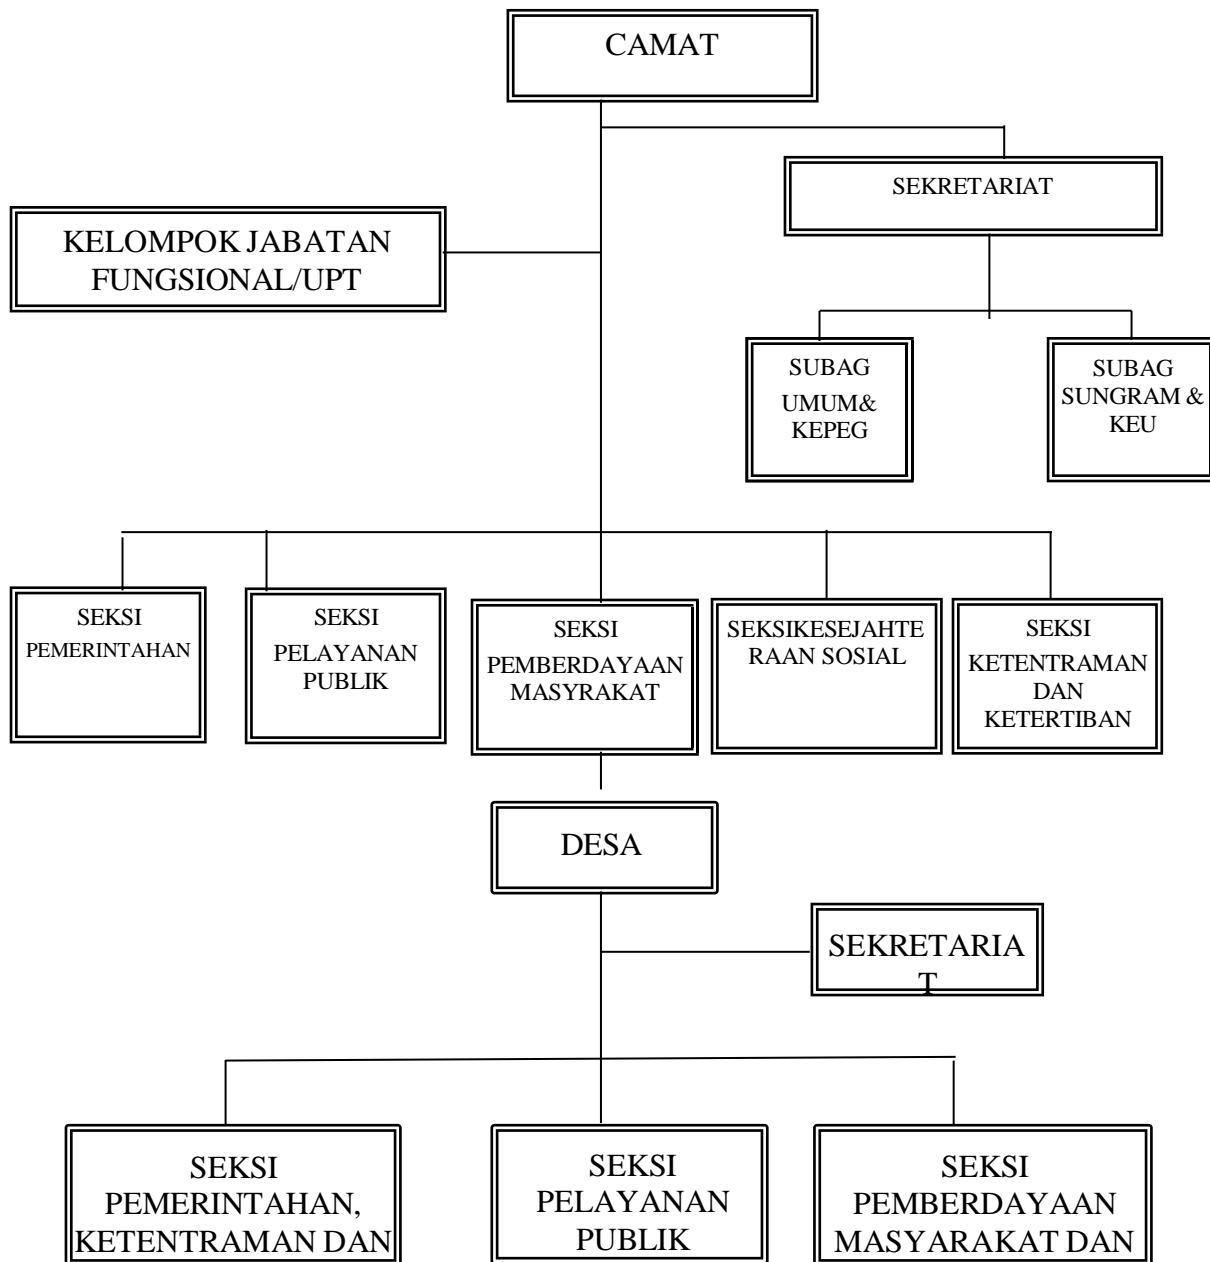 CAMAT
SEKRETARIAT
KELOMPOK JABATAN
FUNGSIONAL/UPT
SUBAG
UMUM&
KEPEG
SUBAG
SUNGRAM &
KEU
SEKSI
PEMERINTAHAN
SEKSI
PELAYANAN
PUBLIK
SEKSI
PEMBERDAYAAN
MASYRAKAT
SEKSIKESEJAHTE
RAAN SOSIAL
SEKSI
KETENTRAMAN
DAN
KETERTIBAN
DESA
SEKRETARIA
T
SEKSI
PEMERINTAHAN,
KETENTRAMAN DAN
SEKSI
PELAYANAN
PUBLIK
SEKSI
PEMBERDAYAAN
MASYARAKAT DAN